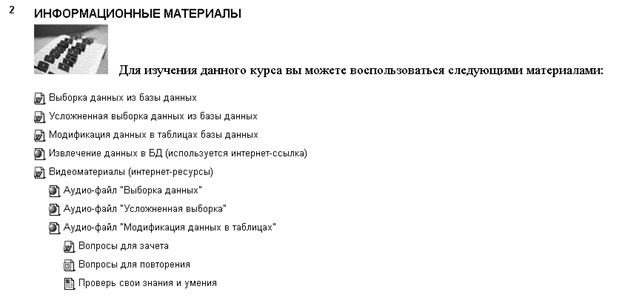 2
ИНФОРМАЦИОННЫЕ МАТЕРИАЛЫ
Для изучения данного курса вы можете воспользоваться следующими материалами:
Выборка данных из базы данных
Усложненная выборка данных из базы данных
Модификация данных в таблицах базы данных
Извлечение данных в БД (используется интернет-ссылка)
Видеоматериалы (интернет-ресурсы)
Аудио-файл "Выборка данных"
Аудио-файл "Усложненная выборка"
Аудио-файл "Модификация данных в таблицах"
Вопросы для зачета
Вопросы для повторения
Проверь свои знания и умения